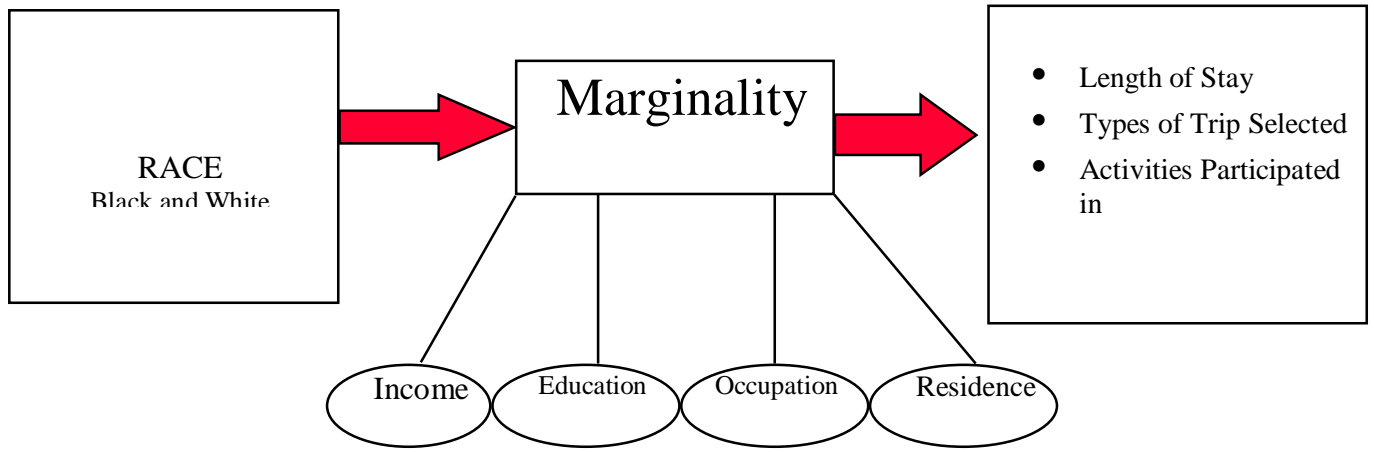 RACE
Black and White
Marginality
• Length of Stay
• Types of Trip Selected
• Activities Participated
in
Income
Education
Occupation
Residence